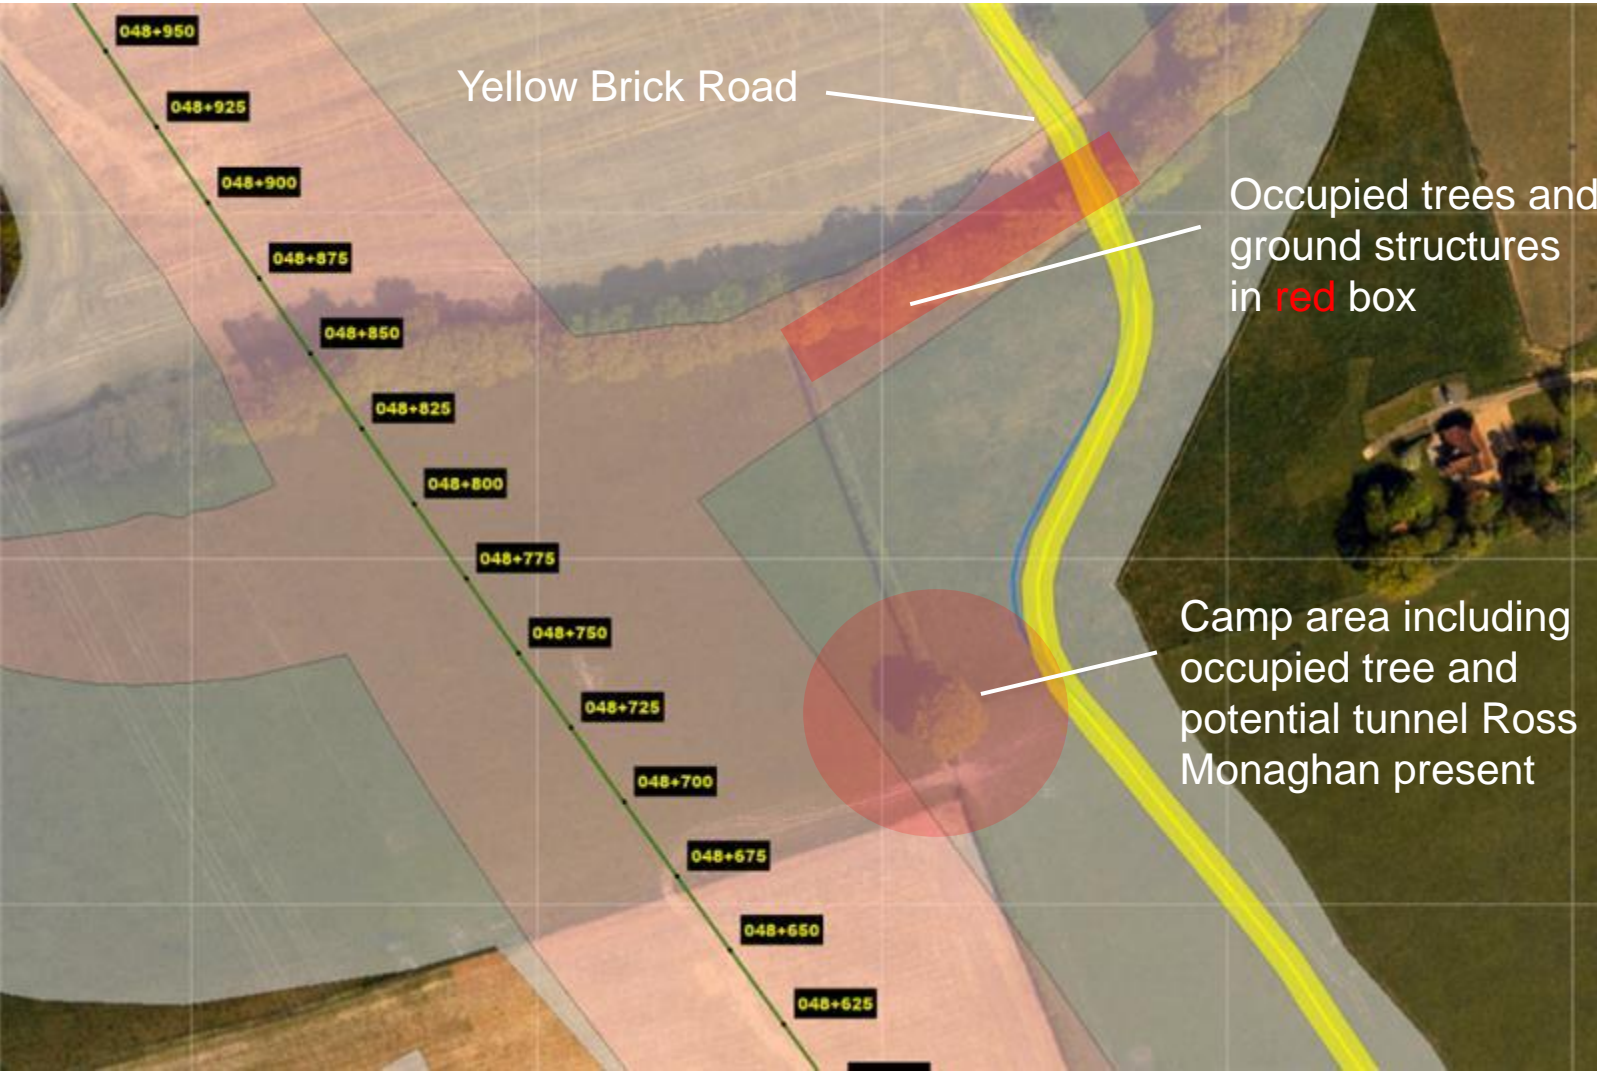 048+950
Yellow Brick Road
048+925
048+900
Occupied trees and
ground structures
in red box
048+875
048+850
048+825
048+800
048+775
048+750
Camp area including
occupied tree and
potential tunnel Ross
Monaghan present
048+725
048+700
048+675
048+650
048+625